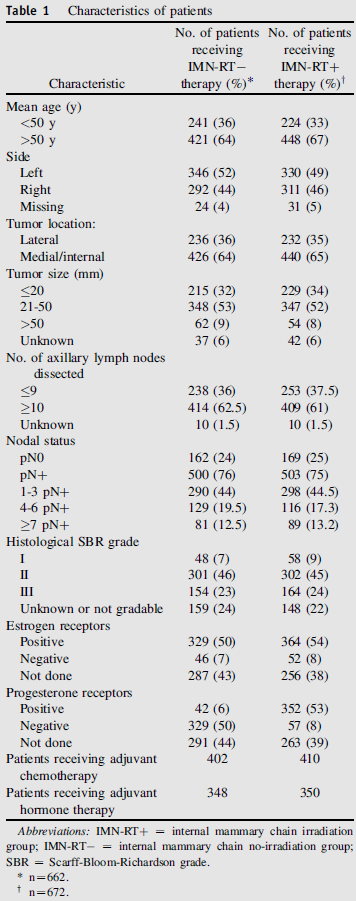 Table 1 Characteristics of patients
No. of patients No. of patients
receiving receiving
IMN-RT− IMN-RT+
Characteristic therapy (%)* therapy (%)†
Mean age (y)
<50 y 241 (36) 224 (33)
>50 y 421 (64) 448 (67)
Side
Left 346 (52) 330 (49)
Right 292 (44) 311 (46)
Missing 24 (4) 31 (5)
Tumor location:
Lateral 236 (36) 232 (35)
Medial/internal 426 (64) 440 (65)
Tumor size (mm)
≤20 215 (32) 229 (34)
21-50 348 (53) 347 (52)
>50 62 (9) 54 (8)
Unknown 37 (6) 42 (6)
No. of axillary lymph nodes
dissected
≤9 238 (36) 253 (37.5)
≥10 414 (62.5) 409 (61)
Unknown 10 (1.5) 10 (1.5)
Nodal status
pN0 162 (24) 169 (25)
pN+ 500 (76) 503 (75)
1-3 pN+ 290 (44) 298 (44.5)
4-6 pN+ 129 (19.5) 116 (17.3)
≥7 pN+ 81 (12.5) 89 (13.2)
Histological SBR grade
I 48 (7) 58 (9)
II 301 (46) 302 (45)
III 154 (23) 164 (24)
Unknown or not gradable 159 (24) 148 (22)
Estrogen receptors
Positive 329 (50) 364 (54)
Negative 46 (7) 52 (8)
Not done 287 (43) 256 (38)
Progesterone receptors
Positive 42 (6) 352 (53)
Negative 329 (50) 57 (8)
Not done 291 (44) 263 (39)
Patients receiving adjuvant 402 410
chemotherapy
Patients receiving adjuvant 348 350
hormone therapy
Abbreviations: IMN-RT+ = internal mammary chain irradiation
group; IMN-RT− = internal mammary chain no-irradiation group;
SBR = Scarff-Bloom-Richardson grade.
* n=662.
† n=672.